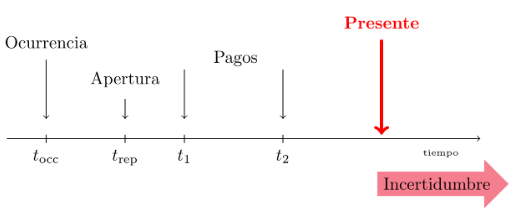 Presente
Ocurrencia
Pagos
Apertura
t_occ t_rep t_1 t_2 tiempo
Incertidumbre